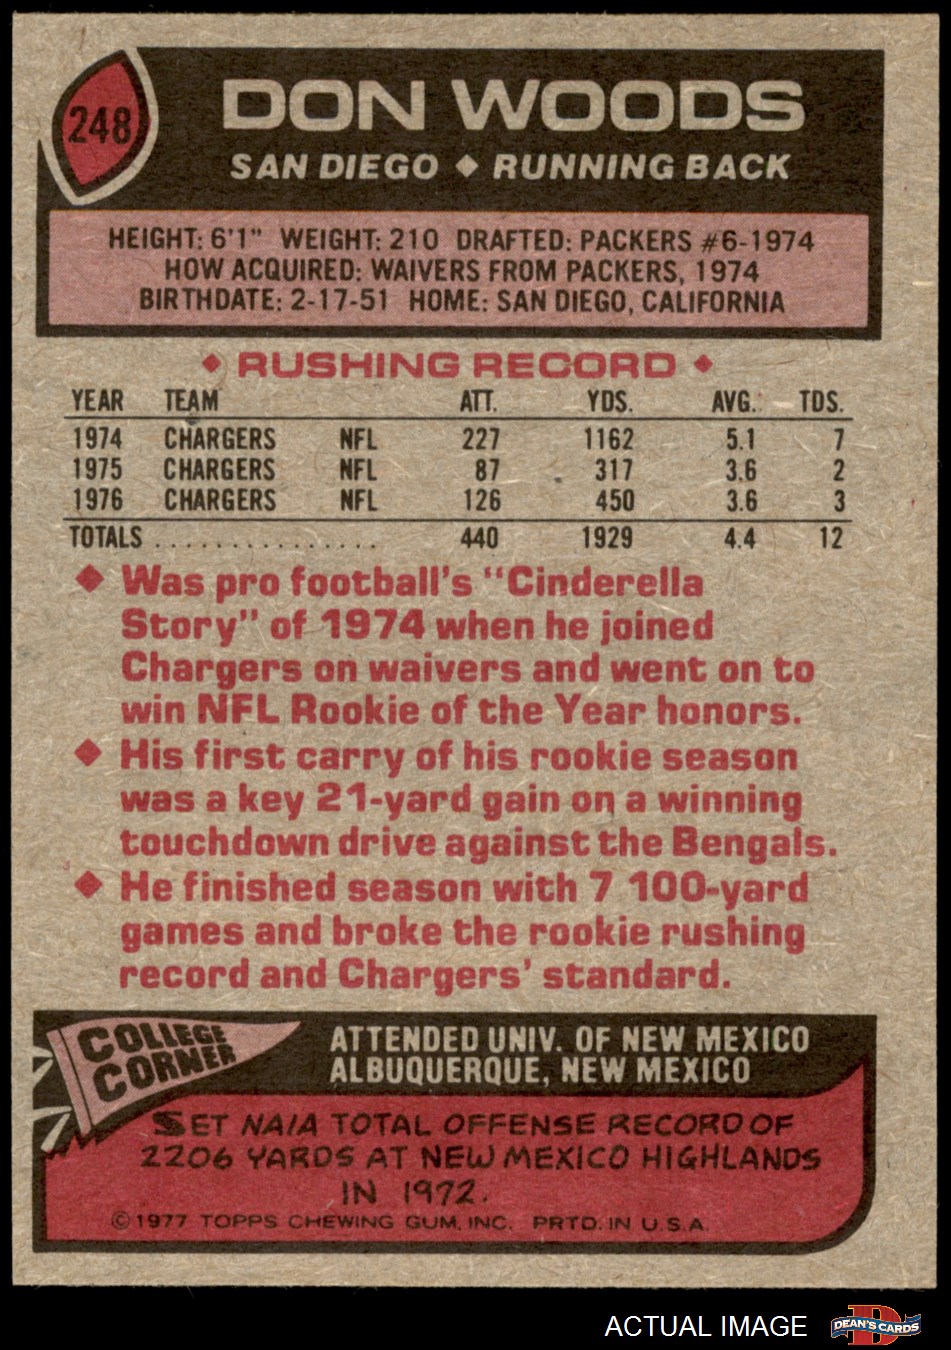 248
DON WOODS
SAN DIEGO ◆ RUNNING BACK
HEIGHT: 6'1" WEIGHT: 210 DRAFTED: PACKERS #6-1974
HOW ACQUIRED: WAIVERS FROM PACKERS, 1974
BIRTHDATE: 2-17-51 HOME: SAN DIEGO, CALIFORNIA
◆ RUSHING RECORD ◆
YEAR TEAM ATT. YDS. AVG. TDS.
1974 CHARGERS NFL 227 1162 5.1 7
1975 CHARGERS NFL 87 317 3.6 2
1976 CHARGERS NFL 126 450 3.6 3
TOTALS . . . . . . . . . . . . . . . 440 1929 4.4 12
◆ Was pro football's "Cinderella
Story" of 1974 when he joined
Chargers on waivers and went on to
win NFL Rookie of the Year honors.
◆ His first carry of his rookie season
was a key 21-yard gain on a winning
touchdown drive against the Bengals.
◆ He finished season with 7 100-yard
games and broke the rookie rushing
record and Chargers' standard.
COLLEGE
CORNER
ATTENDED UNIV. OF NEW MEXICO
ALBUQUERQUE, NEW MEXICO
SET NAIA TOTAL OFFENSE RECORD OF
2206 YARDS AT NEW MEXICO HIGHLANDS
IN 1972.
© 1977 TOPPS CHEWING GUM, INC. PRTD. IN U.S.A.
ACTUAL IMAGE
D
DEAN'S CARDS